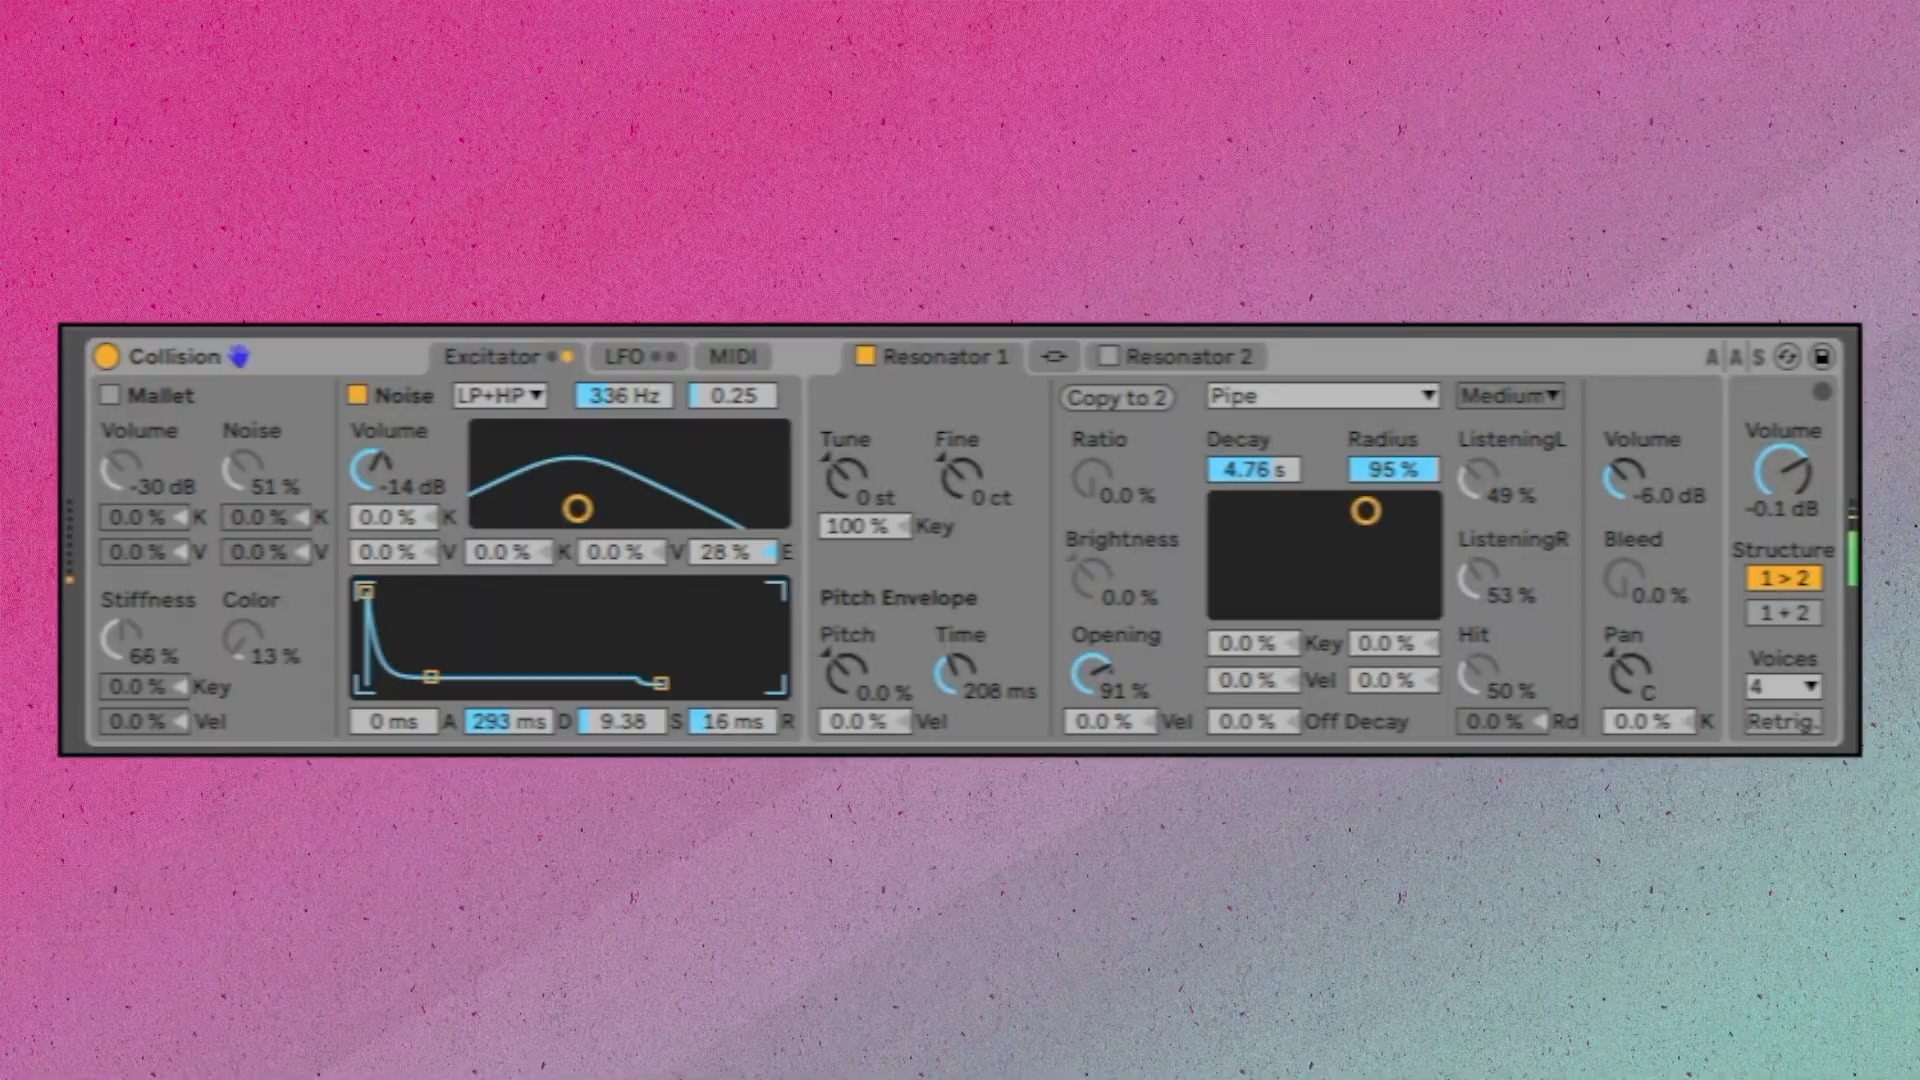 Collision Excitator LFO MIDI Resonator 1 Resonator 2 A A S
Mallet Noise LP+HP 336 Hz 0.25 Copy to 2 Pipe Medium
Volume Noise Volume Tune Fine Ratio Decay Radius ListeningL Volume Volume
-30 dB 51 % -14 dB 0 st 0 ct 0.0 % 4.76 s 95 % 49 % -6.0 dB -0.1 dB
0.0 % K 0.0 % K 0.0 % K 100 % Key
0.0 % V 0.0 % V 0.0 % V 0.0 % K 0.0 % V 28 % E Brightness ListeningR Bleed Structure
1 > 2
Stiffness Color Pitch Envelope 0.0 % 53 % 0.0 % 1 + 2
66 % 13 % Pitch Time Opening 0.0 % Key 0.0 % Hit Pan Voices
0.0 % Key 0.0 % 208 ms 91 % 0.0 % Vel 0.0 % 50 % C 4
0.0 % Vel 0 ms A 293 ms D 9.38 S 16 ms R 0.0 % Vel 0.0 % Vel 0.0 % Off Decay 0.0 % Rd 0.0 % K Retrig.